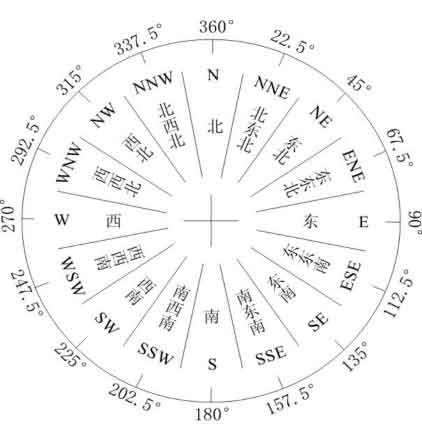 360°
22.5°
45°
67.5°
90°
112.5°
135°
157.5°
180°
202.5°
225°
247.5°
270°
292.5°
315°
337.5°
N
北
NNE
北东北
NE
东北
ENE
东东北
E
东
ESE
东东南
SE
东南
SSE
南东南
S
南
SSW
南西南
SW
西南
WSW
西西南
W
西
WNW
西西北
NW
西北
NNW
北西北